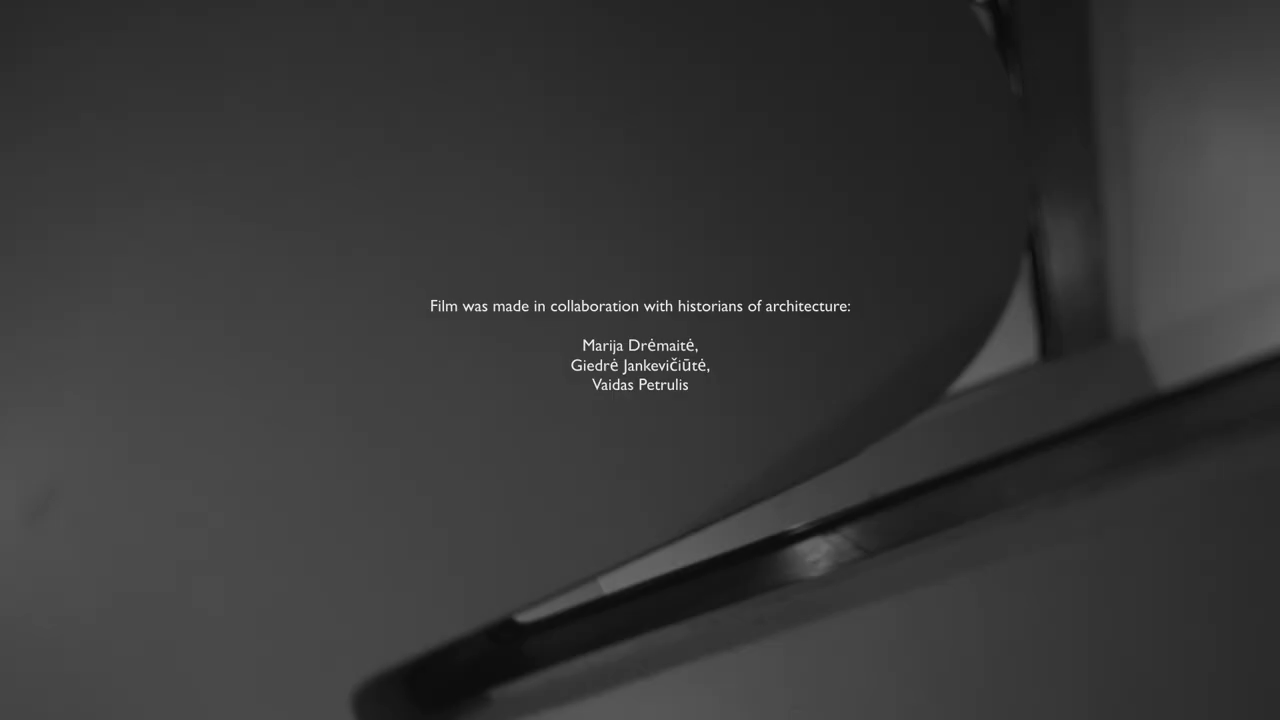 Film was made in collaboration with historians of architecture:
Marija Drėmaitė,
Giedrė Jankevičiūtė,
Vaidas Petrulis